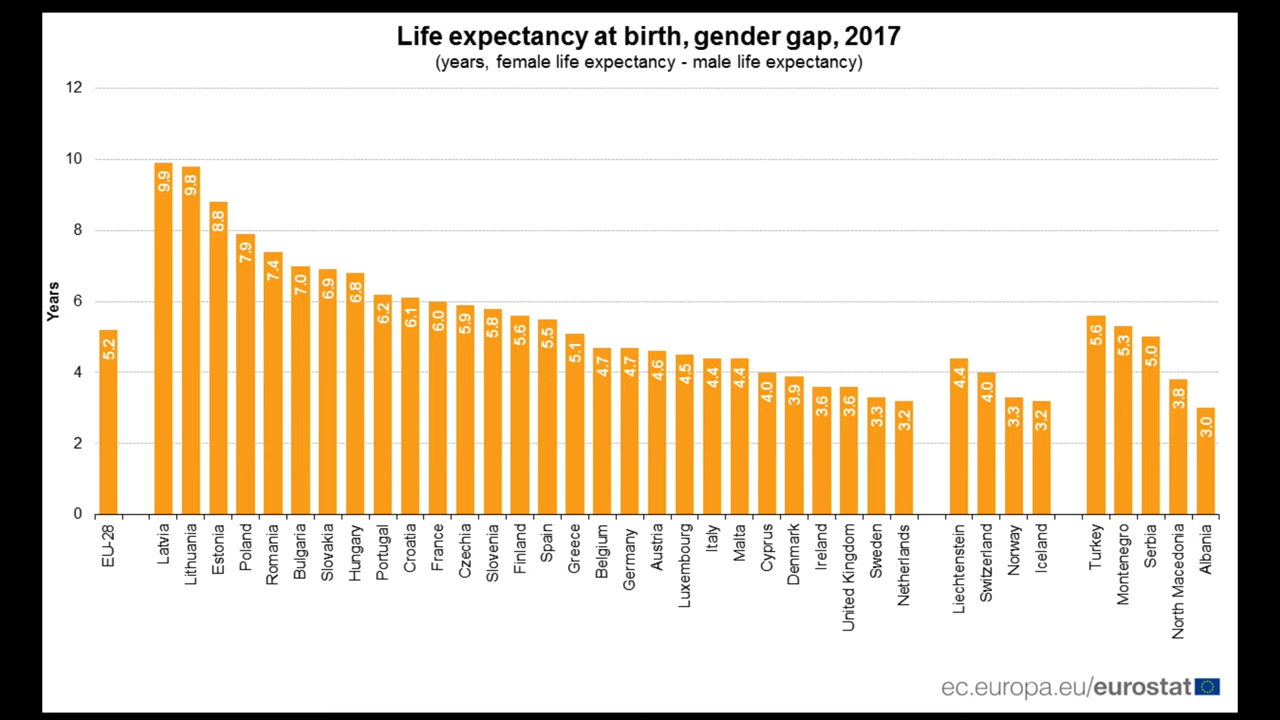 Life expectancy at birth, gender gap, 2017
(years, female life expectancy - male life expectancy)
Years
12
10
8
6
4
2
0
5.2
9.9
9.8
8.8
7.9
7.4
7.0
6.9
6.8
6.2
6.1
6.0
5.9
5.8
5.6
5.5
5.1
4.7
4.7
4.6
4.5
4.4
4.4
4.0
3.9
3.6
3.6
3.3
3.2
4.4
4.0
3.3
3.2
5.6
5.3
5.0
3.8
3.0
EU-28
Latvia
Lithuania
Estonia
Poland
Romania
Bulgaria
Slovakia
Hungary
Portugal
Croatia
France
Czechia
Slovenia
Finland
Spain
Greece
Belgium
Germany
Austria
Luxembourg
Italy
Malta
Cyprus
Denmark
Ireland
United Kingdom
Sweden
Netherlands
Liechtenstein
Switzerland
Norway
Iceland
Turkey
Montenegro
Serbia
North Macedonia
Albania
ec.europa.eu/eurostat